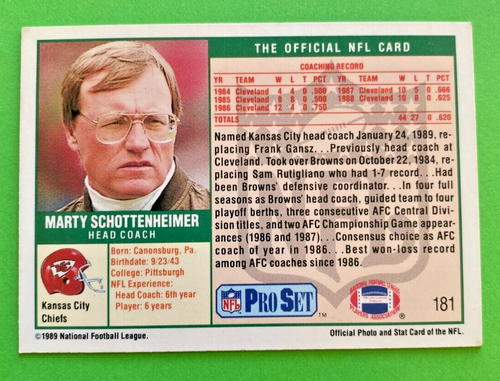 THE OFFICIAL NFL CARD
COACHING RECORD
YR TEAM W L T PCT YR TEAM W L T PCT
1984 Cleveland 4 4 0 .500 1987 Cleveland 10 .666
1985 Cleveland 8 8 0 .500 1988 Cleveland 10 .620
1986 Cleveland 12 4 0 .750
TOTALS 44 27 0 .620
Named Kansas City head coach January 24, 1989, re-
placing Frank Gansz...Previously head coach at
Cleveland. Took over Browns on October 22, 1984, re-
placing Sam Rutigliano who had 1-7 record...Had
been Browns' defensive coordinator...In four full
seasons as Browns' head coach, guided team to four
playoff berths, three consecutive AFC Central Divi-
sion titles, and two AFC Championship Game appear-
ances (1986 and 1987)...Consensus choice as AFC
coach of year in 1986...Best won-loss record
among AFC coaches since 1986.
MARTY SCHOTTENHEIMER
HEAD COACH
KC
Kansas City
Chiefs
Born: Canonsburg, Pa.
Birthdate: 9/23/43
College: Pittsburgh
NFL Experience:
Head Coach: 6th year
Player: 6 years
NFL PRO SET TM
181
©1989 National Football League.
Official Photo and Stat Card of the NFL.